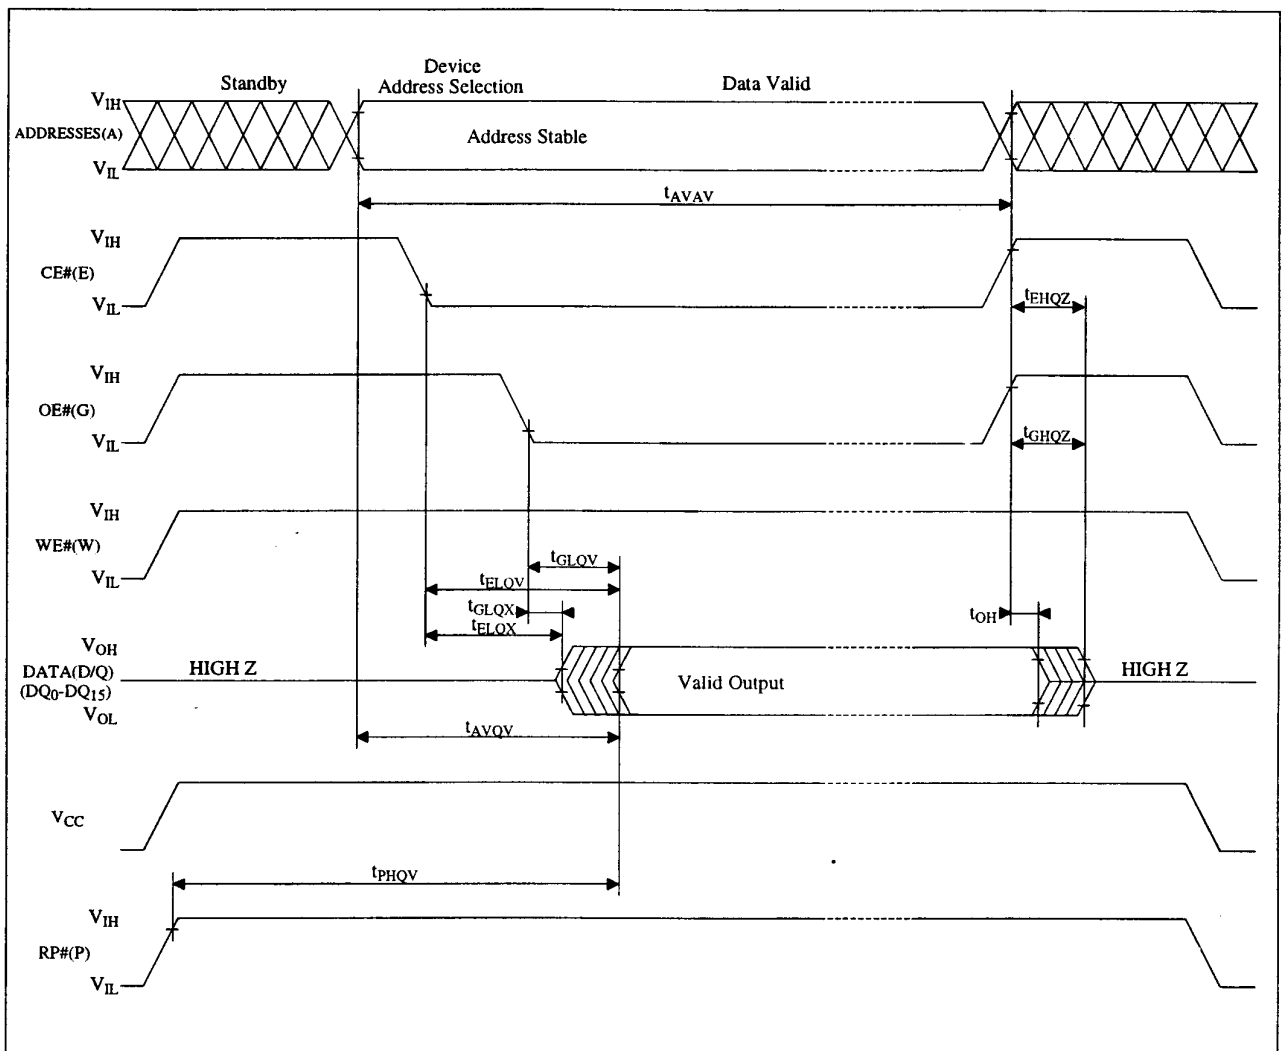 Standby
Device
Address Selection
Data Valid
VIH
ADDRESSES(A)
VIL
Address Stable
tAVAV
VIH
CE#(E)
VIL
tEHQZ
VIH
OE#(G)
VIL
tGHQZ
VIH
WE#(W)
VIL
tGLQV
tELQV
tGLQX
tELQX
tOH
VOH
DATA(D/Q)
(DQ0-DQ15)
VOL
HIGH Z
Valid Output
HIGH Z
tAVQV
VCC
tPHQV
VIH
RP#(P)
VIL